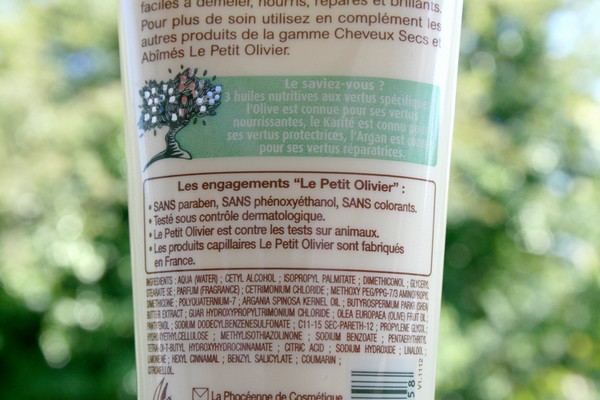 faciles à démêler, nourris, réparés et brillants.
Pour plus de soin utilisez en complément les
autres produits de la gamme Cheveux Secs et
Abîmés Le Petit Olivier.
Le saviez-vous ?
3 huiles nutritives aux vertus
l'Olive est connue pour ses vertus
nourrissantes, le Karité est connu
ses vertus protectrices, l'Argan est
pour ses vertus réparatrices.
Les engagements "Le Petit Olivier" :
• SANS paraben, SANS phénoxyéthanol, SANS colorants.
• Testé sous contrôle dermatologique.
• Le Petit Olivier est contre les tests sur animaux.
• Les produits capillaires Le Petit Olivier sont fabriqués
en France.
INGREDIENTS : AQUA (WATER) ; CETYL ALCOHOL ; ISOPROPYL PALMITATE ; DIMETHICONOL ; GLYCERYL
STEARATE SE ; PARFUM (FRAGRANCE) ; CETRIMONIUM CHLORIDE ; METHOXY PEG/PPG-7/3 AMINOPROPYL
DIMETHICONE ; POLYQUATERNIUM-7 ; ARGANIA SPINOSA KERNEL OIL ; BUTYROSPERMUM PARKII (SHEA
BUTTER) EXTRACT ; GUAR HYDROXYPROPYLTRIMONIUM CHLORIDE ; OLEA EUROPAEA (OLIVE) FRUIT OIL ;
PANTHENOL ; SODIUM DODECYLBENZENESULFONATE ; C11-15 SEC-PARETH-12 ; PROPYLENE GLYCOL ;
HYDROXYETHYLCELLULOSE ; METHYLISOTHIAZOLINONE ; SODIUM BENZOATE ; PENTAERYTHRITYL
TETRA-DI-T-BUTYL HYDROXYHYDROCINNAMATE ; CITRIC ACID ; SODIUM HYDROXIDE ; LINALOOL ;
LIMONENE ; HEXYL CINNAMAL ; BENZYL SALICYLATE ; COUMARIN ;
CITRONELLOL.
La Phocéenne de Cosmétique
58
V1-1112